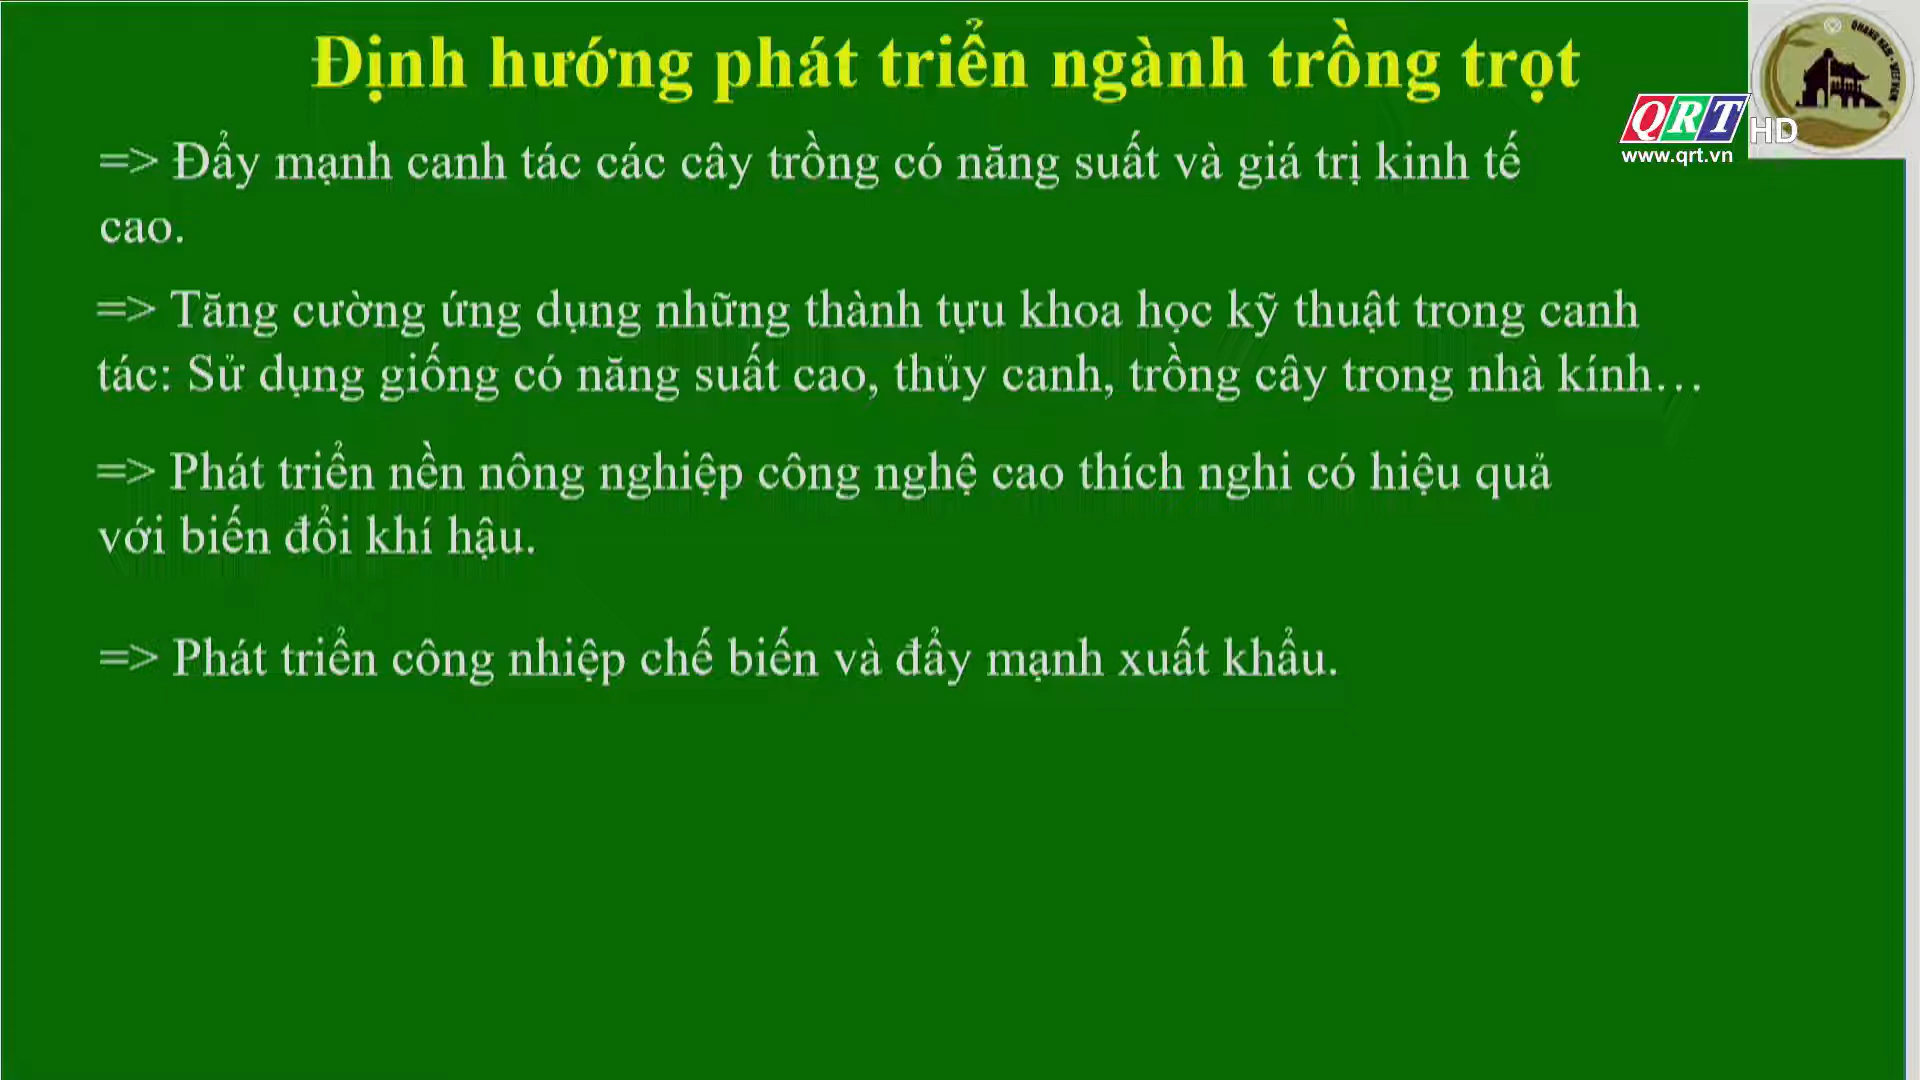 Định hướng phát triển ngành trồng trọt
QUANG NAM - VIET NAM
QRT HD
www.qrt.vn
=> Đẩy mạnh canh tác các cây trồng có năng suất và giá trị kinh tế
cao.
=> Tăng cường ứng dụng những thành tựu khoa học kỹ thuật trong canh
tác: Sử dụng giống có năng suất cao, thủy canh, trồng cây trong nhà kính…
=> Phát triển nền nông nghiệp công nghệ cao thích nghi có hiệu quả
với biến đổi khí hậu.
=> Phát triển công nhiệp chế biến và đẩy mạnh xuất khẩu.